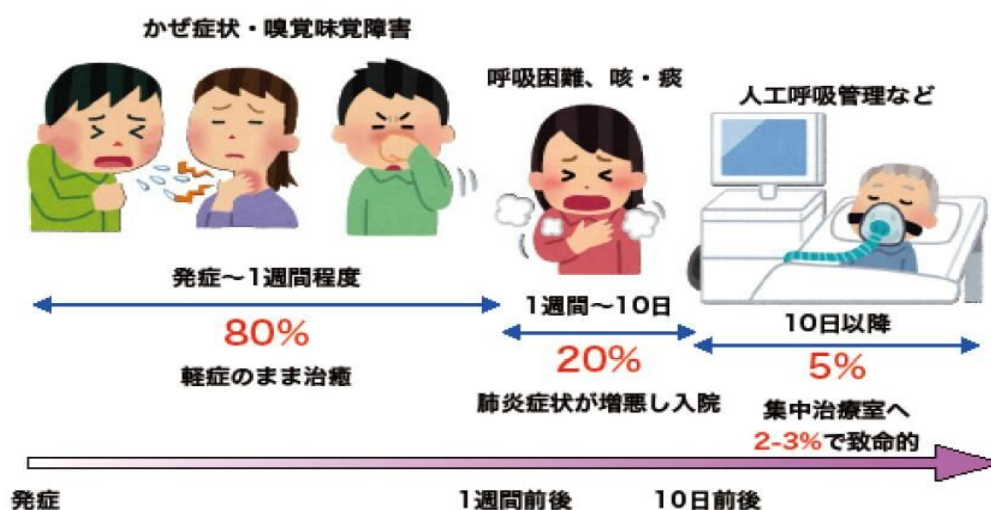 かぜ症状・嗅覚味覚障害
呼吸困難、咳・痰
人工呼吸管理など
発症～1週間程度
80%
軽症のまま治癒
1週間～10日
20%
肺炎症状が増悪し入院
10日以降
5%
集中治療室へ
2-3%で致命的
発症
1週間前後
10日前後